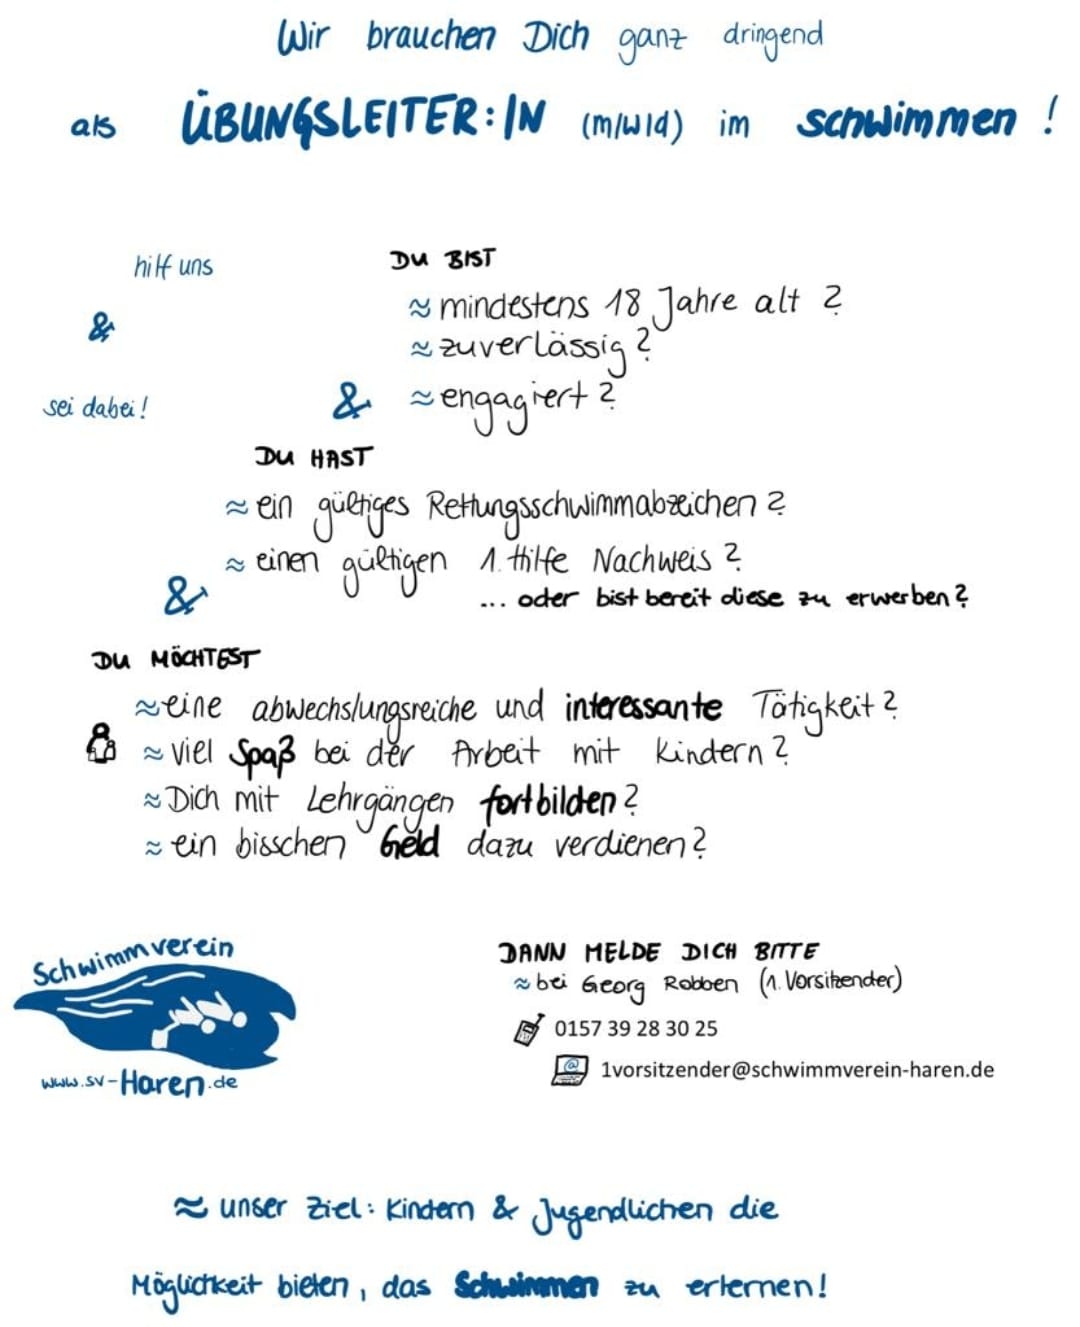 Wir brauchen Dich ganz dringend
als ÜBUNGSLEITER:IN (m/w/d) im schwimmen!
hilf uns
&
sei dabei!
DU BIST
≈ mindestens 18 Jahre alt?
≈ zuverlässig?
& ≈ engagiert?
DU HAST
≈ ein gültiges Rettungsschwimmabzeichen?
≈ einen gültigen 1. Hilfe Nachweis?
& ... oder bist bereit diese zu erwerben?
DU MÖCHTEST
≈ eine abwechslungsreiche und interessante Tätigkeit?
≈ viel Spaß bei der Arbeit mit Kindern?
≈ Dich mit Lehrgängen fortbilden?
≈ ein bisschen Geld dazu verdienen?
Schwimmverein
www.sv-Haren.de
DANN MELDE DICH BITTE
≈ bei Georg Robben (1. Vorsitzender)
0157 39 28 30 25
@ 1vorsitzender@schwimmverein-haren.de
≈ unser Ziel: Kindern & Jugendlichen die
Möglichkeit bieten, das Schwimmen zu erlernen!